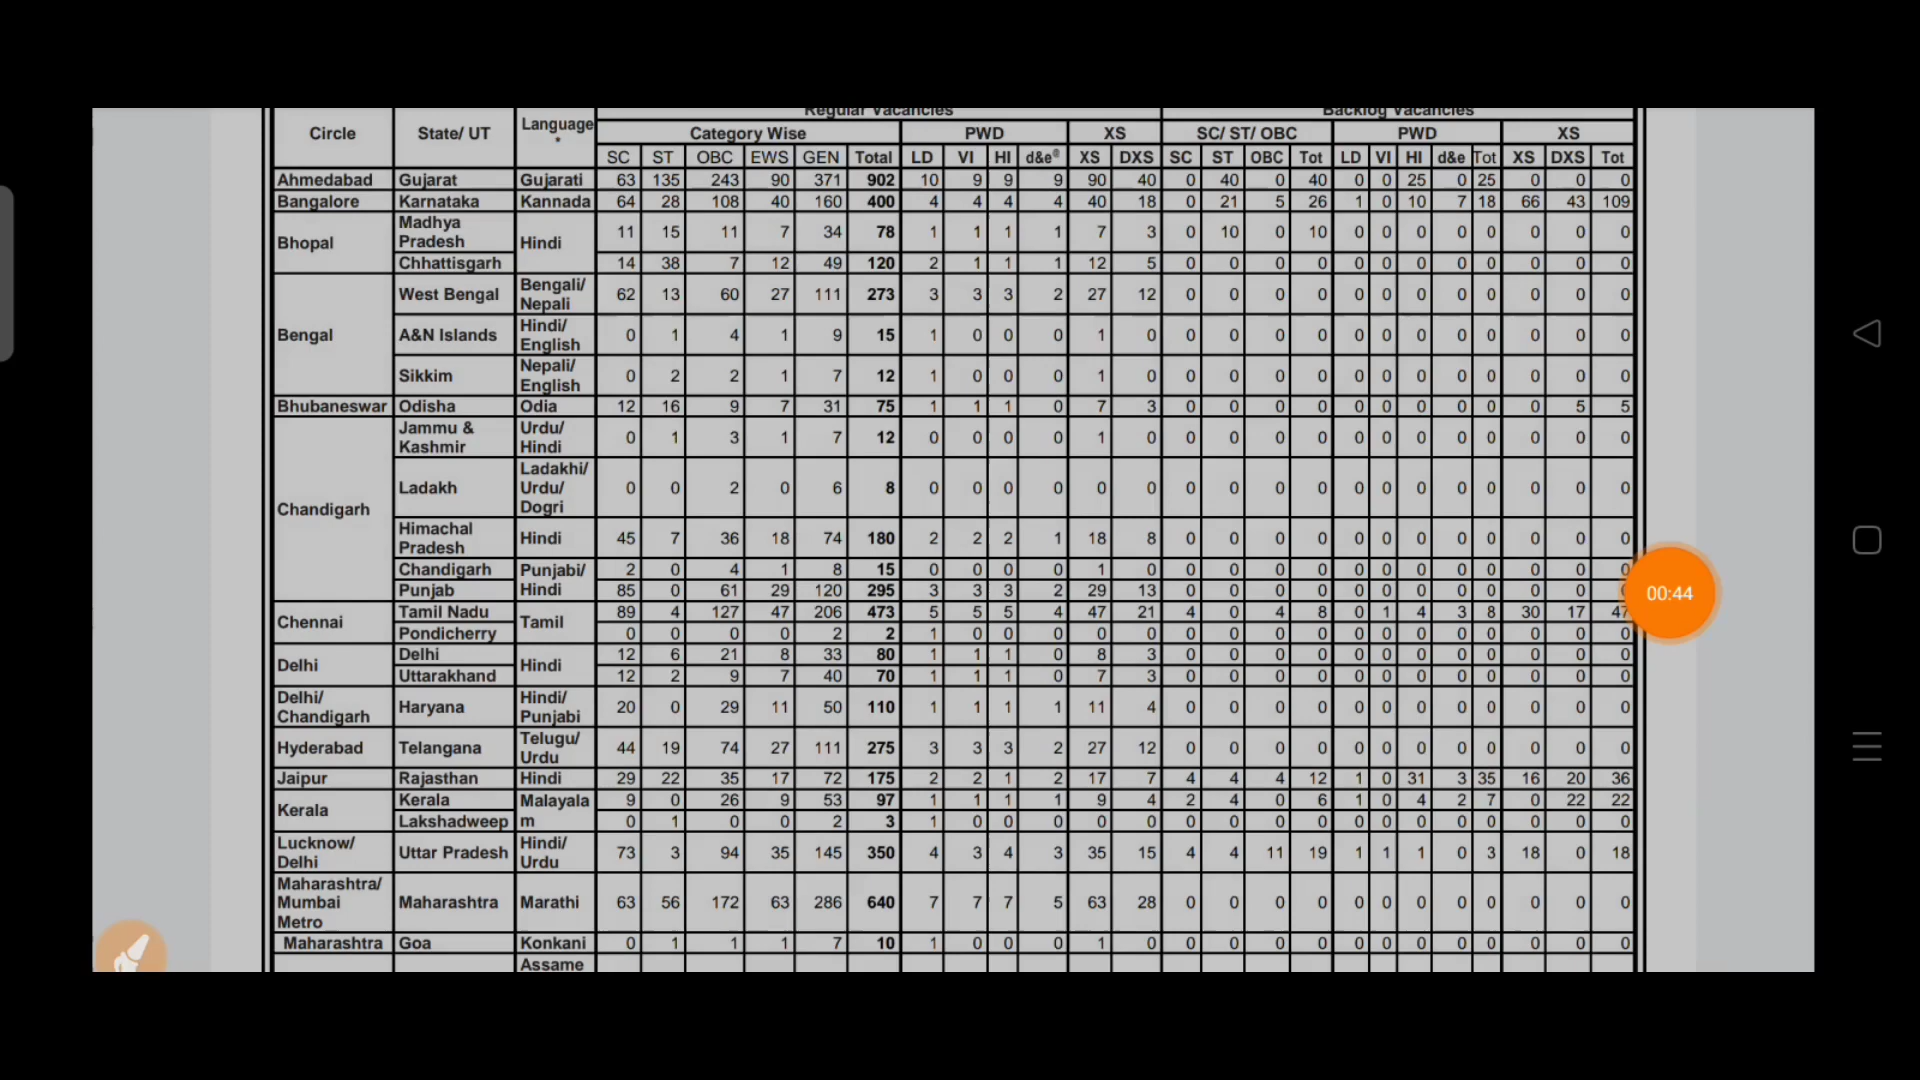 Regular Vacancies Backlog Vacancies
Circle State/ UT Language * Category Wise PWD XS SC/ ST/ OBC PWD XS
SC ST OBC EWS GEN Total LD VI HI d&e@ XS DXS SC ST OBC Tot LD VI HI d&e Tot XS DXS Tot
Ahmedabad Gujarat Gujarati 63 135 243 90 371 902 10 9 9 9 90 40 0 40 0 40 0 0 25 0 25 0 0 0
Bangalore Karnataka Kannada 64 28 108 40 160 400 4 4 4 4 40 18 0 21 5 26 1 0 10 7 18 66 43 109
Bhopal Madhya Pradesh Hindi 11 15 11 7 34 78 1 1 1 1 7 3 0 10 0 10 0 0 0 0 0 0 0 0
Chhattisgarh 14 38 7 12 49 120 2 1 1 1 12 5 0 0 0 0 0 0 0 0 0 0 0 0
Bengal West Bengal Bengali/ Nepali 62 13 60 27 111 273 3 3 3 2 27 12 0 0 0 0 0 0 0 0 0 0 0 0
A&N Islands Hindi/ English 0 1 4 1 9 15 1 0 0 0 1 0 0 0 0 0 0 0 0 0 0 0 0 0
Sikkim Nepali/ English 0 2 2 1 7 12 1 0 0 0 1 0 0 0 0 0 0 0 0 0 0 0 0 0
Bhubaneswar Odisha Odia 12 16 9 7 31 75 1 1 1 0 7 3 0 0 0 0 0 0 0 0 0 0 5 5
Chandigarh Jammu & Kashmir Urdu/ Hindi 0 1 3 1 7 12 0 0 0 0 1 0 0 0 0 0 0 0 0 0 0 0 0 0
Ladakh Ladakhi/ Urdu/ Dogri 0 0 2 0 6 8 0 0 0 0 0 0 0 0 0 0 0 0 0 0 0 0 0 0
Himachal Pradesh Hindi 45 7 36 18 74 180 2 2 2 1 18 8 0 0 0 0 0 0 0 0 0 0 0 0
Chandigarh Punjabi/ Hindi 2 0 4 1 8 15 0 0 0 0 1 0 0 0 0 0 0 0 0 0 0 0 0 0
Punjab 85 0 61 29 120 295 3 3 3 2 29 13 0 0 0 0 0 0 0 0 0 0 0
Chennai Tamil Nadu Tamil 89 4 127 47 206 473 5 5 5 4 47 21 4 0 4 8 0 1 4 3 8 30 17 47
Pondicherry 0 0 0 0 2 2 1 0 0 0 0 0 0 0 0 0 0 0 0 0 0 0 0 0
Delhi Delhi Hindi 12 6 21 8 33 80 1 1 1 0 8 3 0 0 0 0 0 0 0 0 0 0 0 0
Uttarakhand 12 2 9 7 40 70 1 1 1 0 7 3 0 0 0 0 0 0 0 0 0 0 0 0
Delhi/ Chandigarh Haryana Hindi/ Punjabi 20 0 29 11 50 110 1 1 1 1 11 4 0 0 0 0 0 0 0 0 0 0 0 0
Hyderabad Telangana Telugu/ Urdu 44 19 74 27 111 275 3 3 3 2 27 12 0 0 0 0 0 0 0 0 0 0 0 0
Jaipur Rajasthan Hindi 29 22 35 17 72 175 2 2 1 2 17 7 4 4 4 12 1 0 31 3 35 16 20 36
Kerala Kerala Malayala m 9 0 26 9 53 97 1 1 1 1 9 4 2 4 0 6 1 0 4 2 7 0 22 22
Lakshadweep 0 1 0 0 2 3 1 0 0 0 0 0 0 0 0 0 0 0 0 0 0 0 0 0
Lucknow/ Delhi Uttar Pradesh Hindi/ Urdu 73 3 94 35 145 350 4 3 4 3 35 15 4 4 11 19 1 1 1 0 3 18 0 18
Maharashtra/ Mumbai Metro Maharashtra Marathi 63 56 172 63 286 640 7 7 7 5 63 28 0 0 0 0 0 0 0 0 0 0 0 0
Maharashtra Goa Konkani 0 1 1 1 7 10 1 0 0 0 1 0 0 0 0 0 0 0 0 0 0 0 0 0
Assame
00:44